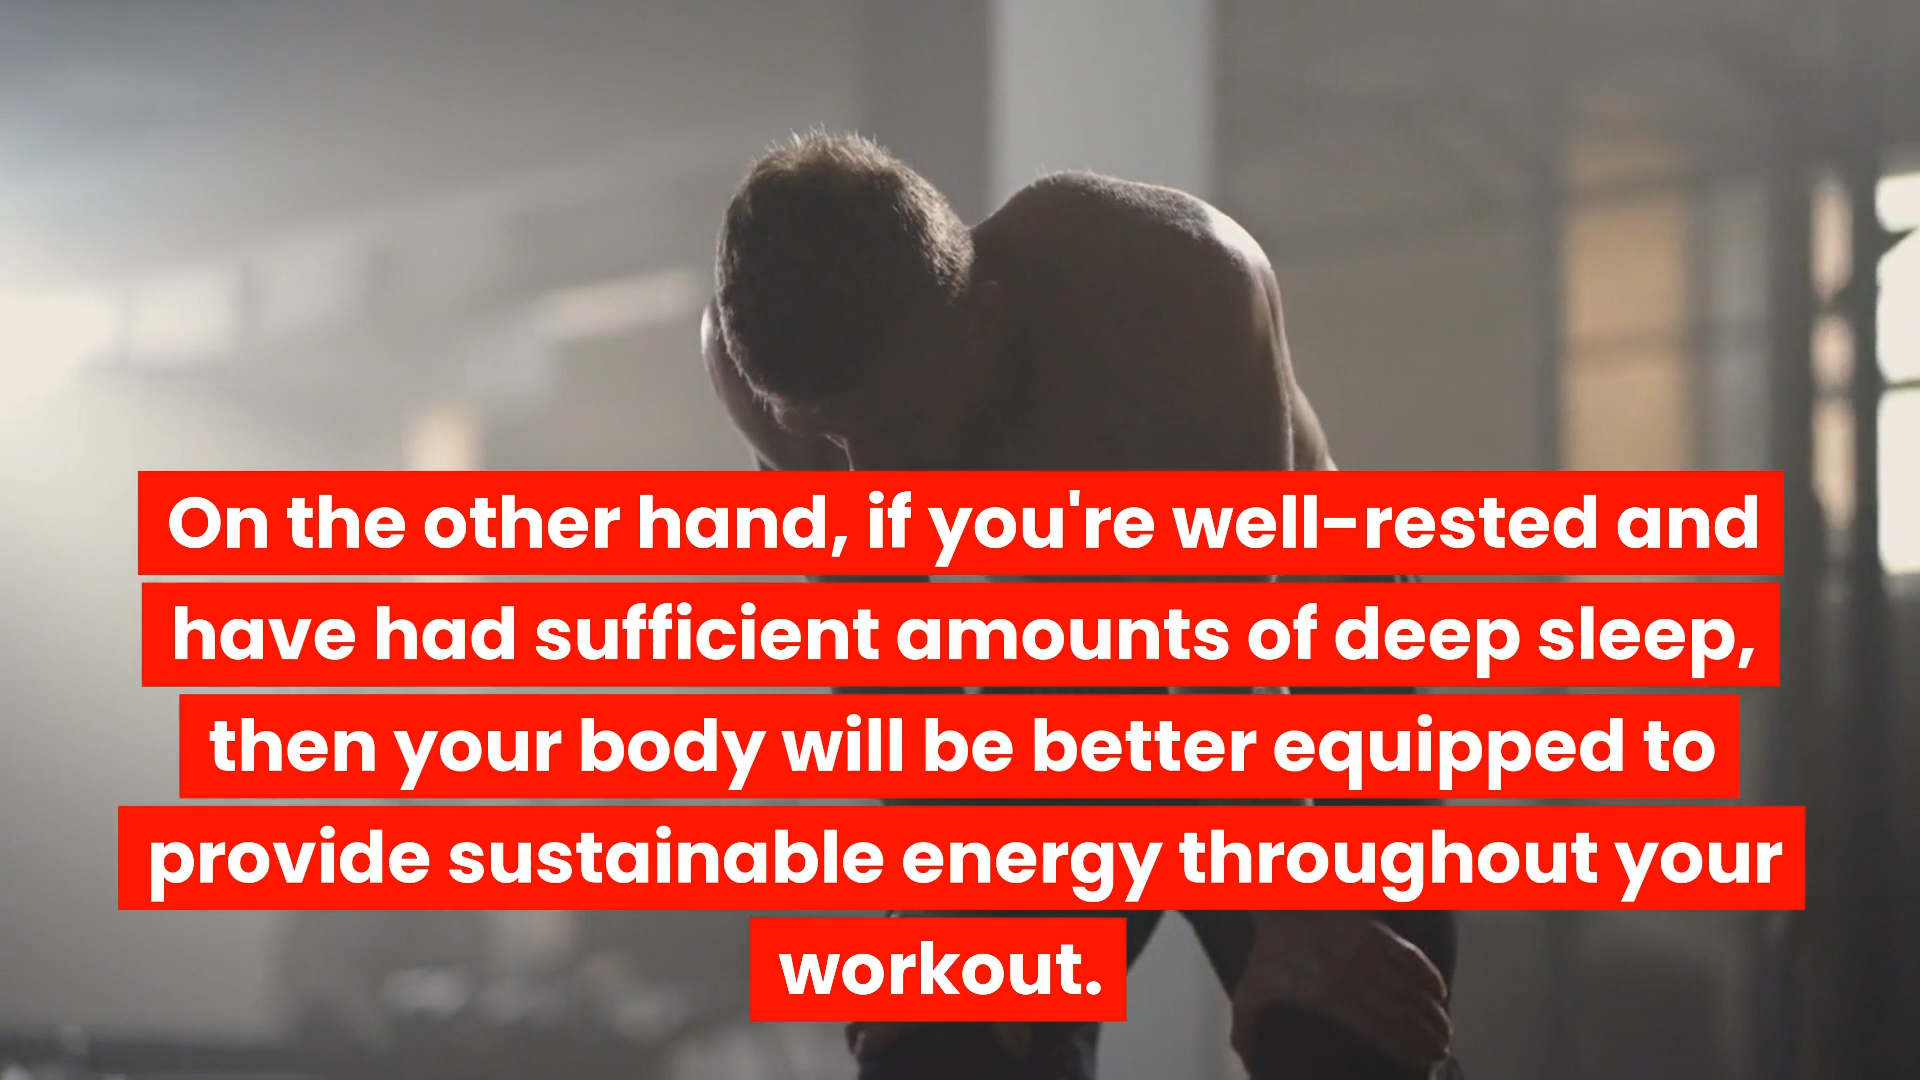 On the other hand, if you're well-rested and
have had sufficient amounts of deep sleep,
then your body will be better equipped to
provide sustainable energy throughout your
workout.